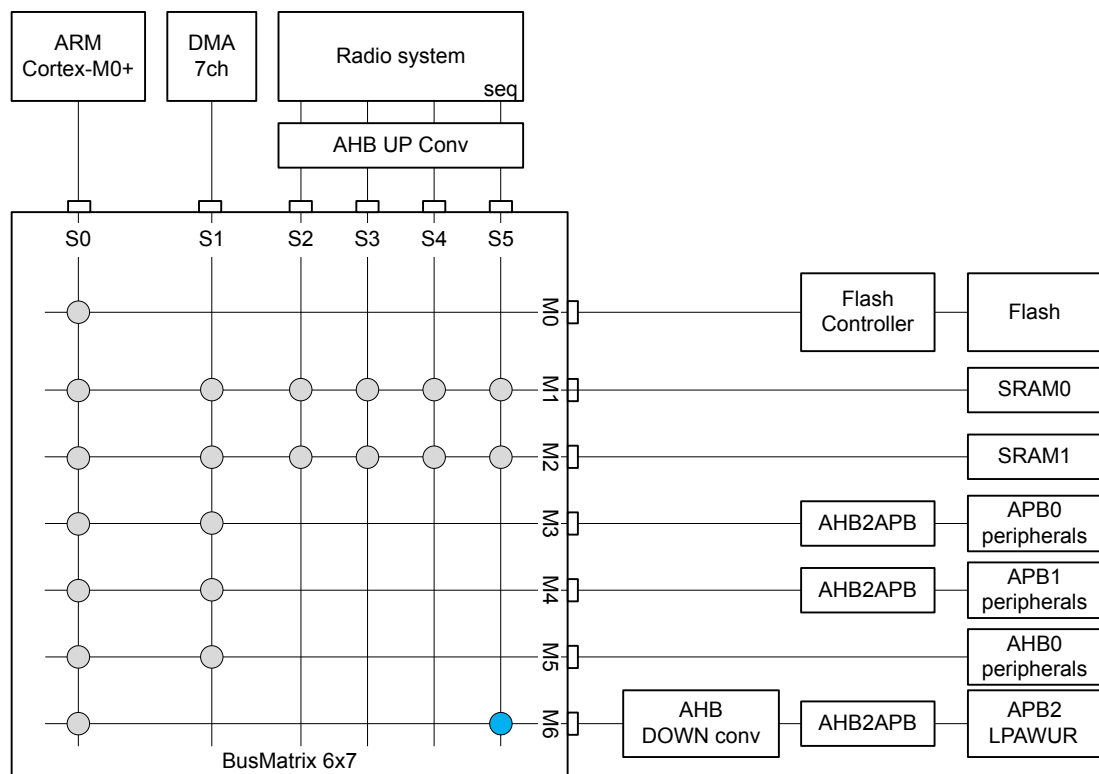 ARM
Cortex-M0+
DMA
7ch
Radio system
seq
AHB UP Conv
S0
S1
S2
S3
S4
S5
M0
Flash
Controller
Flash
M1
SRAM0
M2
SRAM1
M3
AHB2APB
APB0
peripherals
M4
AHB2APB
APB1
peripherals
M5
AHB0
peripherals
M6
AHB
DOWN conv
AHB2APB
APB2
LPAWUR
BusMatrix 6x7